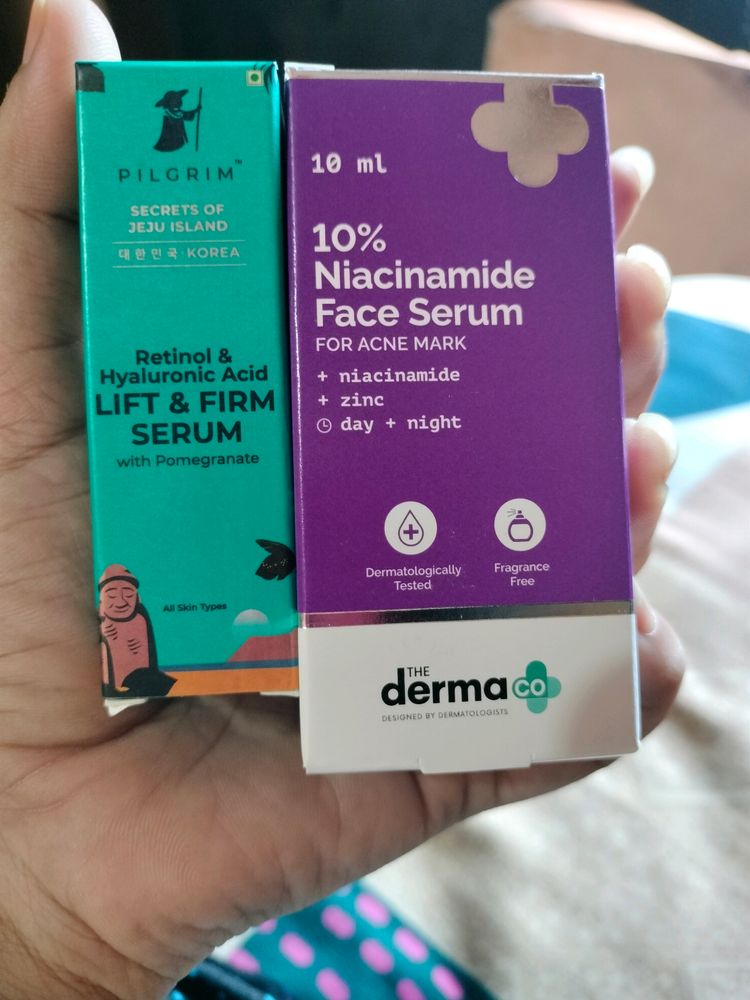 PILGRIM™
SECRETS OF
JEJU ISLAND
대한민국 KOREA
Retinol &
Hyaluronic Acid
LIFT & FIRM
SERUM
with Pomegranate
All Skin Types
10 ml
10%
Niacinamide
Face Serum
FOR ACNE MARK
+ niacinamide
+ zinc
day + night
Dermatologically
Tested
Fragrance
Free
THE
derma co
DESIGNED BY DERMATOLOGISTS